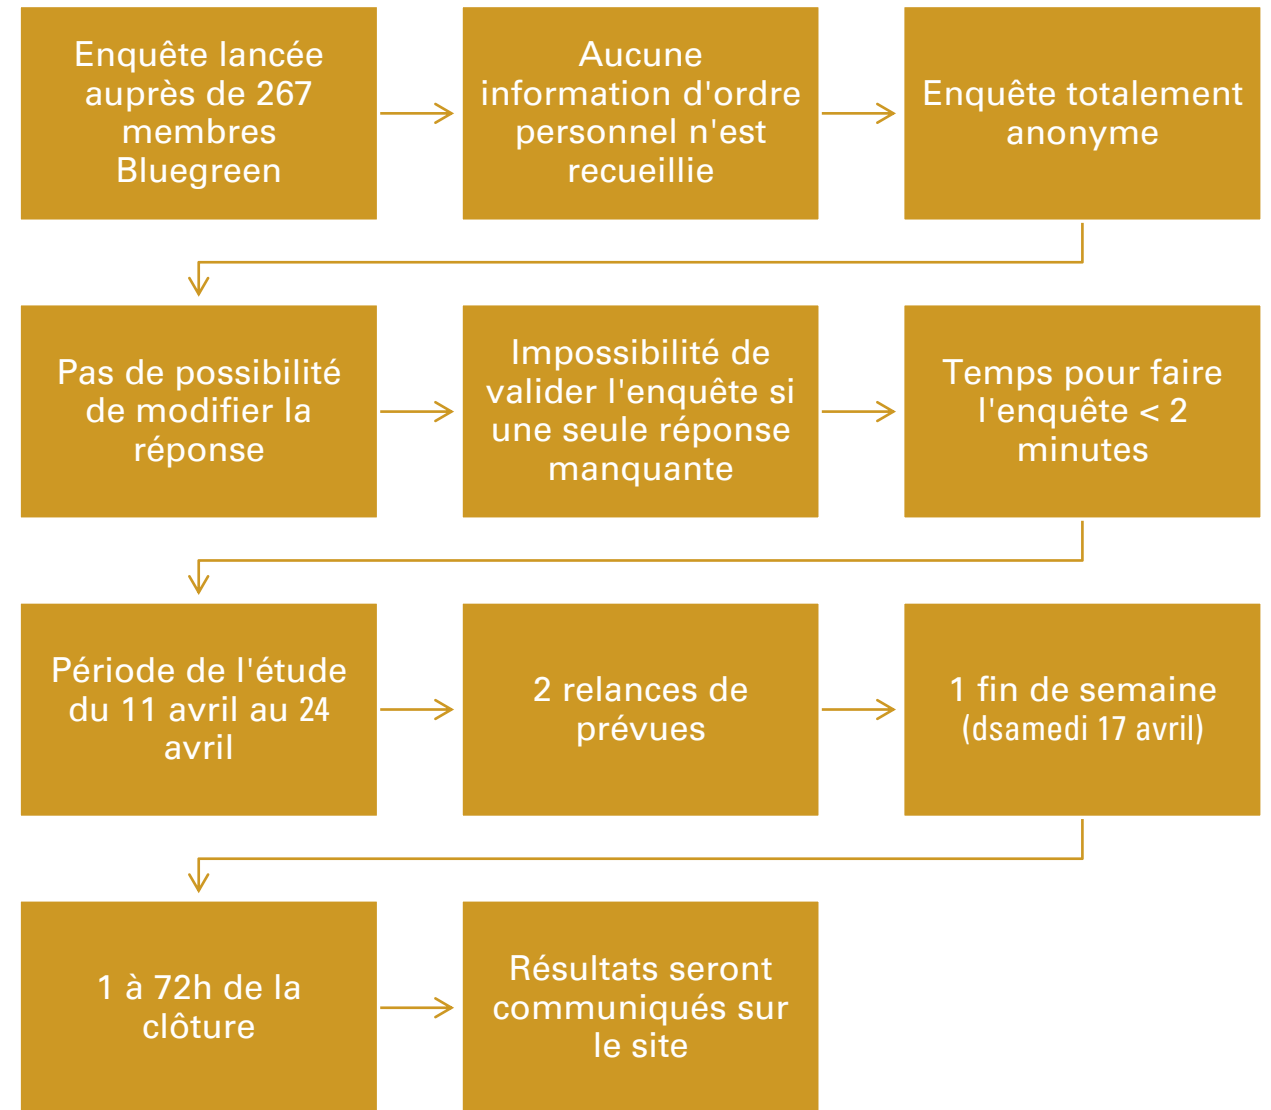 Enquête lancée
auprès de 267
membres
Bluegreen
Aucune
information d'ordre
personnel n'est
recueillie
Enquête totalement
anonyme
Pas de possibilité
de modifier la
réponse
Impossibilité de
valider l'enquête si
une seule réponse
manquante
Temps pour faire
l'enquête < 2
minutes
Période de l'étude
du 11 avril au 24
avril
2 relances de
prévues
1 fin de semaine
(dsamedi 17 avril)
1 à 72h de la
clôture
Résultats seront
communiqués sur
le site